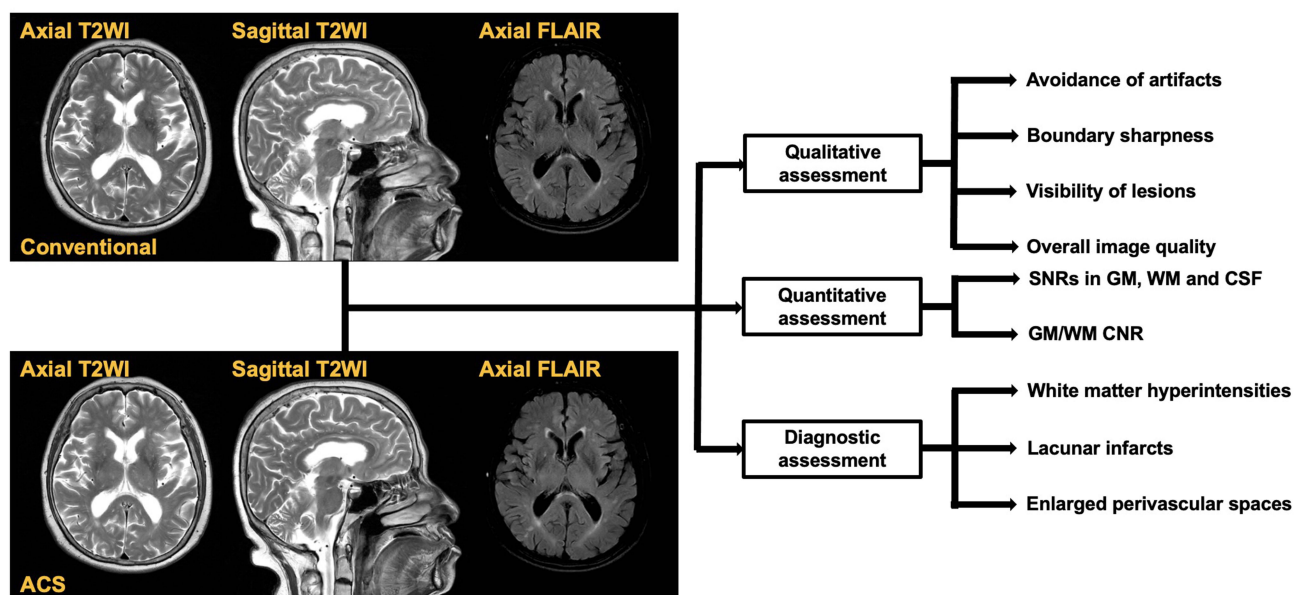 Axial T2WI
Sagittal T2WI
Axial FLAIR
Conventional
Axial T2WI
Sagittal T2WI
Axial FLAIR
ACS
Qualitative
assessment
Avoidance of artifacts
Boundary sharpness
Visibility of lesions
Overall image quality
Quantitative
assessment
SNRs in GM, WM and CSF
GM/WM CNR
Diagnostic
assessment
White matter hyperintensities
Lacunar infarcts
Enlarged perivascular spaces